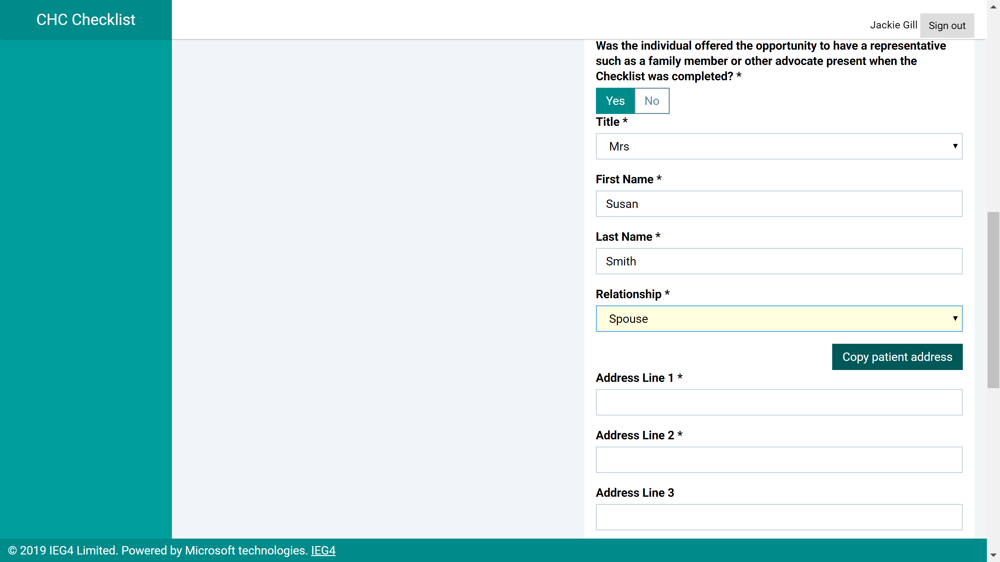 CHC Checklist
Jackie Gill
Sign out
Was the individual offered the opportunity to have a representative
such as a family member or other advocate present when the
Checklist was completed? *
Yes No
Title *
Mrs
First Name *
Susan
Last Name *
Smith
Relationship *
Spouse
Copy patient address
Address Line 1 *
Address Line 2 *
Address Line 3
© 2019 IEG4 Limited. Powered by Microsoft technologies. IEG4